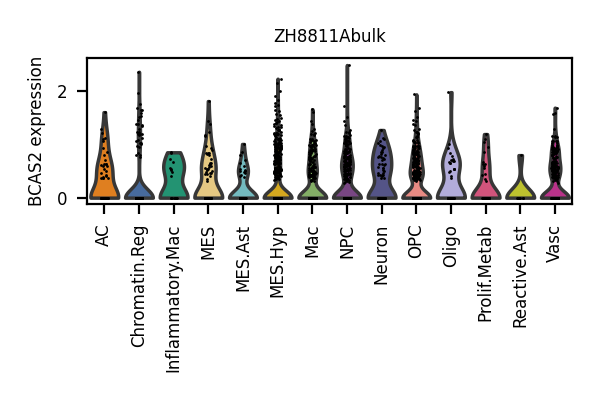 ZH8811Abulk
BCAS2 expression
2
0
AC
Chromatin.Reg
Inflammatory.Mac
MES
MES.Ast
MES.Hyp
Mac
NPC
Neuron
OPC
Oligo
Prolif.Metab
Reactive.Ast
Vasc